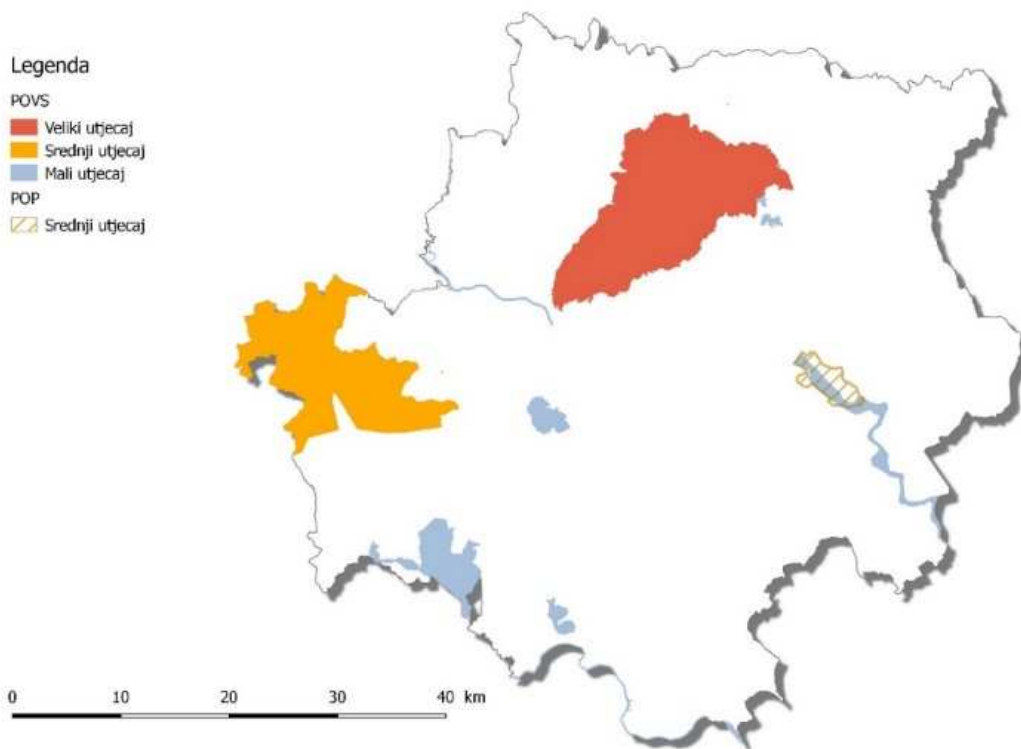 Legenda
POVS
Veliki utjecaj
Srednji utjecaj
Mali utjecaj
POP
Srednji utjecaj
0 10 20 30 40 km